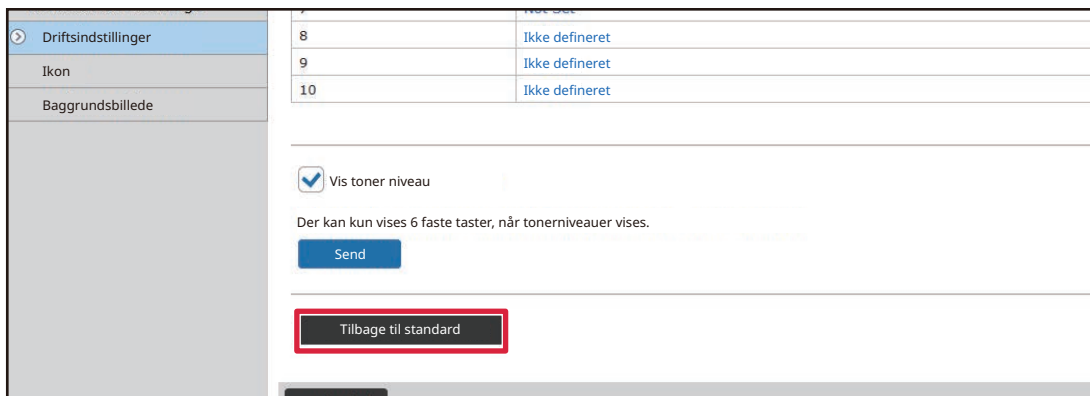 Driftsindstillinger
Ikon
Baggrundsbillede
8 Ikke defineret
9 Ikke defineret
10 Ikke defineret
Vis toner niveau
Der kan kun vises 6 faste taster, når tonerniveauer vises.
Send
Tilbage til standard